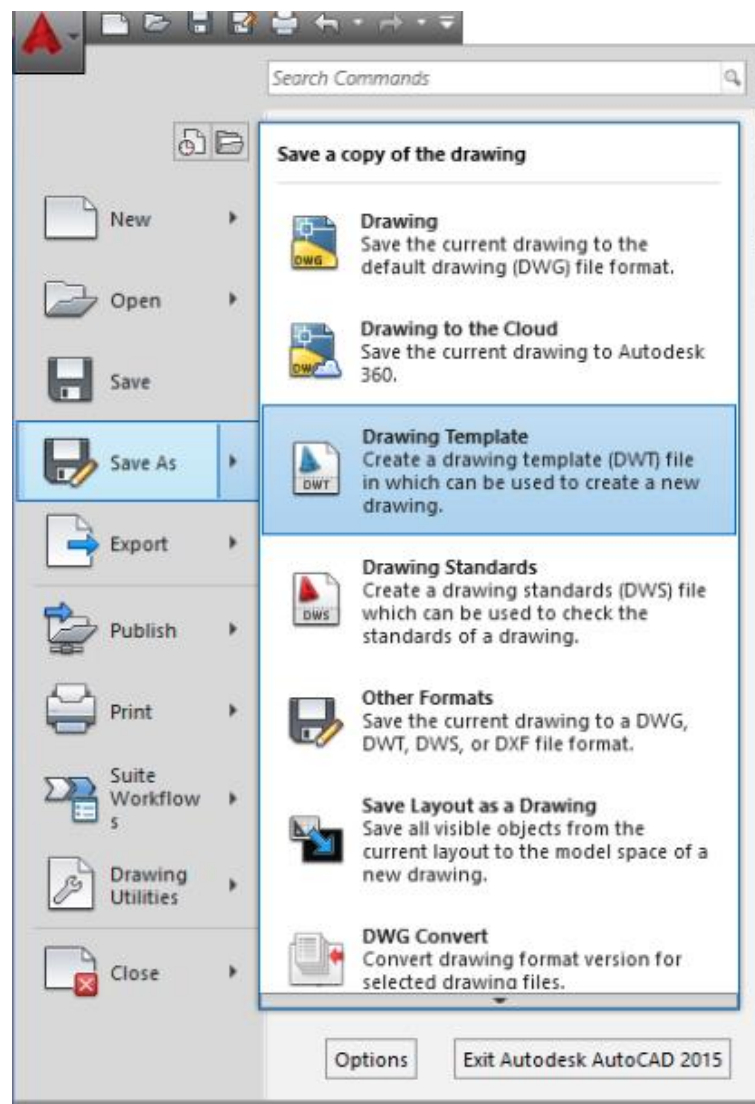 Search Commands
Save a copy of the drawing
New
Open
Save
Save As
Export
Publish
Print
Suite
Workflow
s
Drawing
Utilities
Close
Drawing
Save the current drawing to the
default drawing (DWG) file format.
DWG
Drawing to the Cloud
Save the current drawing to Autodesk
360.
DW
Drawing Template
Create a drawing template (DWT) file
in which can be used to create a new
drawing.
DWT
Drawing Standards
Create a drawing standards (DWS) file
which can be used to check the
standards of a drawing.
DWS
Other Formats
Save the current drawing to a DWG,
DWT, DWS, or DXF file format.
Save Layout as a Drawing
Save all visible objects from the
current layout to the model space of a
new drawing.
DWG Convert
Convert drawing format version for
selected drawing files.
Options
Exit Autodesk AutoCAD 2015